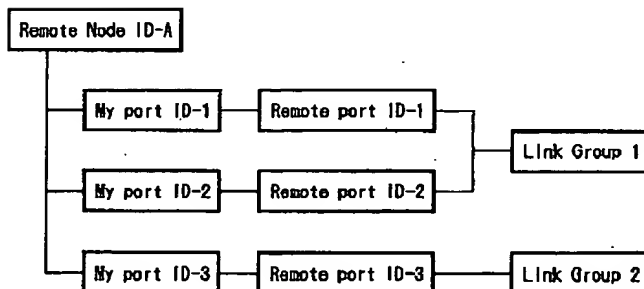 Remote Node ID-A
My port ID-1
Remote port ID-1
Link Group 1
My port ID-2
Remote port ID-2
My port ID-3
Remote port ID-3
Link Group 2